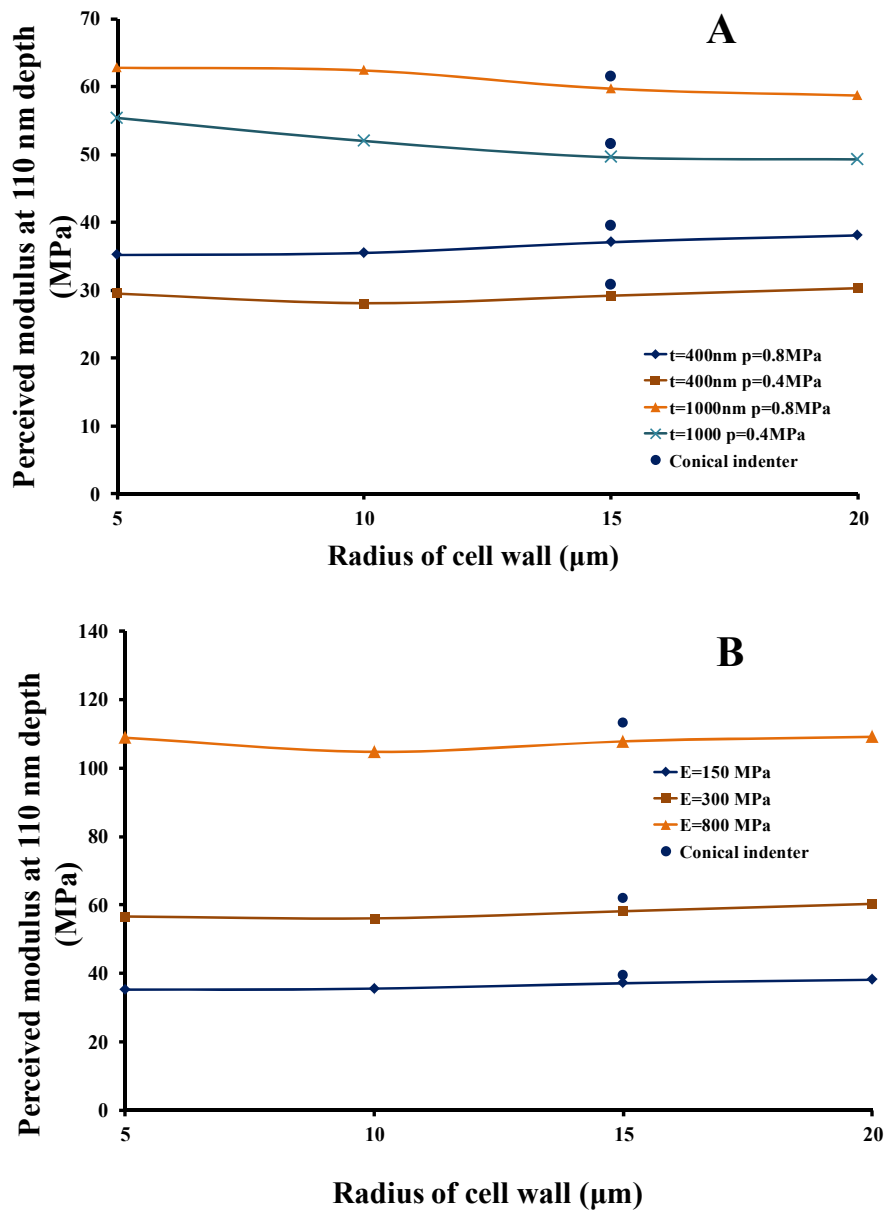 A
70
60
50
40
30
20
10
0
Perceived modulus at 110 nm depth
(MPa)
t=400nm p=0.8MPa
t=400nm p=0.4MPa
t=1000nm p=0.8MPa
t=1000 p=0.4MPa
Conical indenter
5
10
15
20
Radius of cell wall (μm)
B
140
120
100
80
60
40
20
0
Perceived modulus at 110 nm depth
(MPa)
E=150 MPa
E=300 MPa
E=800 MPa
Conical indenter
5
10
15
20
Radius of cell wall (μm)